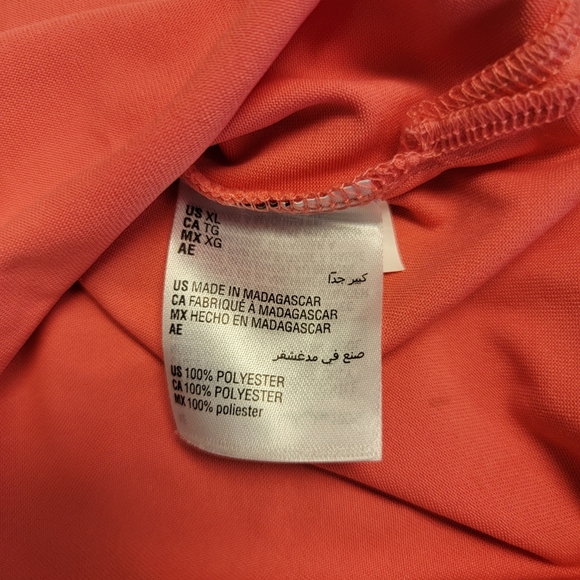 US XL
CA TG
MX XG
AE
كبير جدًا
US MADE IN MADAGASCAR
CA FABRIQUÉ À MADAGASCAR
MX HECHO EN MADAGASCAR
AE
صنع في مدغشقر
US 100% POLYESTER
CA 100% POLYESTER
MX 100% poliester